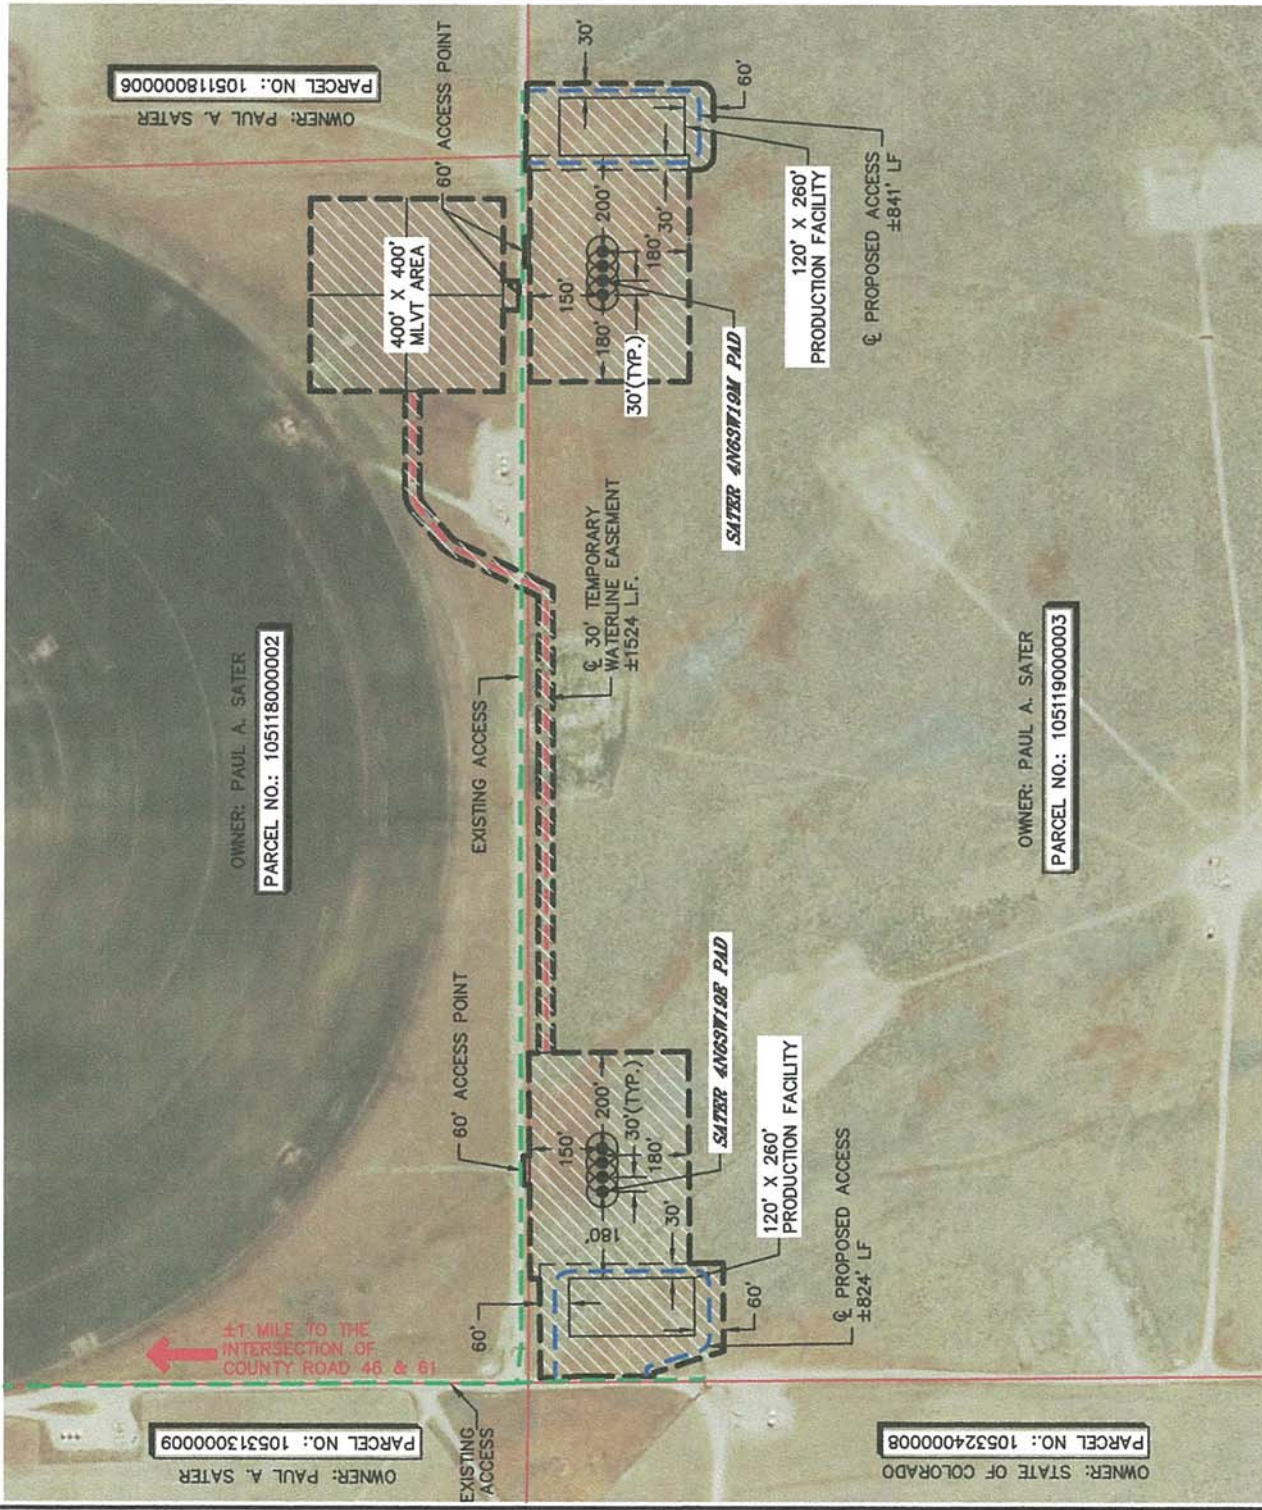 OWNER: PAUL A. SATER
PARCEL NO.: 105118000006
60' ACCESS POINT
30'
400' X 400'
MLVT AREA
150'
200'
180'
180'
30'
30'(TYP.)
60'
120' X 260'
PRODUCTION FACILITY
℄ PROPOSED ACCESS
±841' LF
SATER 4N63W19M PAD
OWNER: PAUL A. SATER
PARCEL NO.: 105118000002
EXISTING ACCESS
℄ 30' TEMPORARY
WATERLINE EASEMENT
±1524 L.F.
OWNER: PAUL A. SATER
PARCEL NO.: 105119000003
60' ACCESS POINT
150'
200'
30'(TYP.)
180'
180'
30'
SATER 4N63W19E PAD
120' X 260'
PRODUCTION FACILITY
60'
60'
℄ PROPOSED ACCESS
±824' LF
±1 MILE TO THE
INTERSECTION OF
COUNTY ROAD 46 & 61
EXISTING
ACCESS
OWNER: PAUL A. SATER
PARCEL NO.: 105313000009
OWNER: STATE OF COLORADO
PARCEL NO.: 105324000008